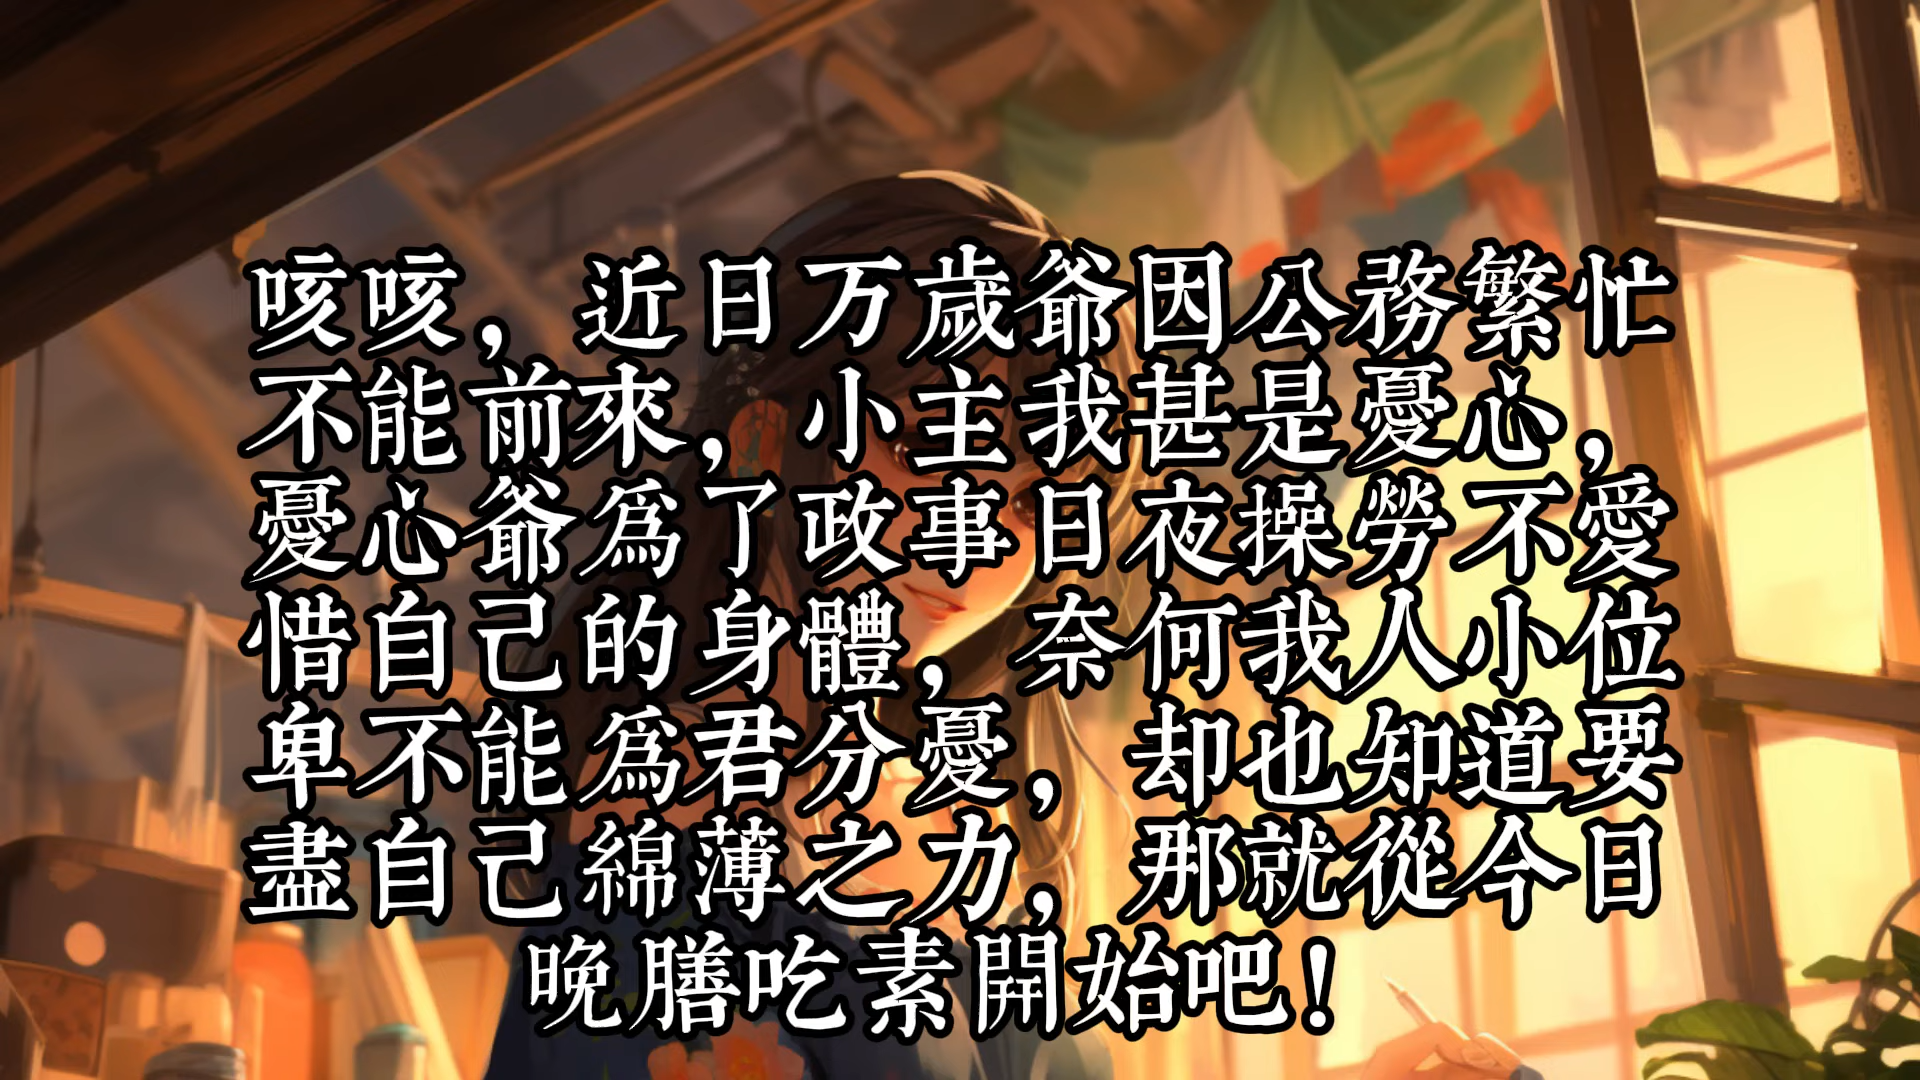 咳咳，近日万歲爺因公務繁忙
不能前來，小主我甚是憂心，
憂心爺爲了政事日夜操勞不愛
惜自己的身體，奈何我人小位
卑不能爲君分憂，却也知道要
盡自己綿薄之力，那就從今日
晚膳吃素開始吧！